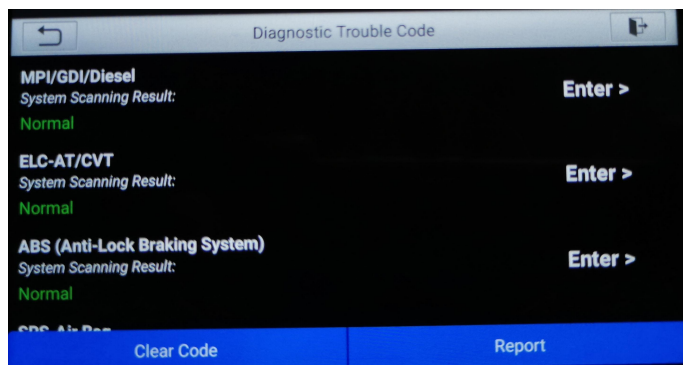 Diagnostic Trouble Code
MPI/GDI/Diesel
System Scanning Result:
Enter >
Normal
ELC-AT/CVT
System Scanning Result:
Enter >
Normal
ABS (Anti-Lock Braking System)
System Scanning Result:
Enter >
Normal
Clear Code
Report